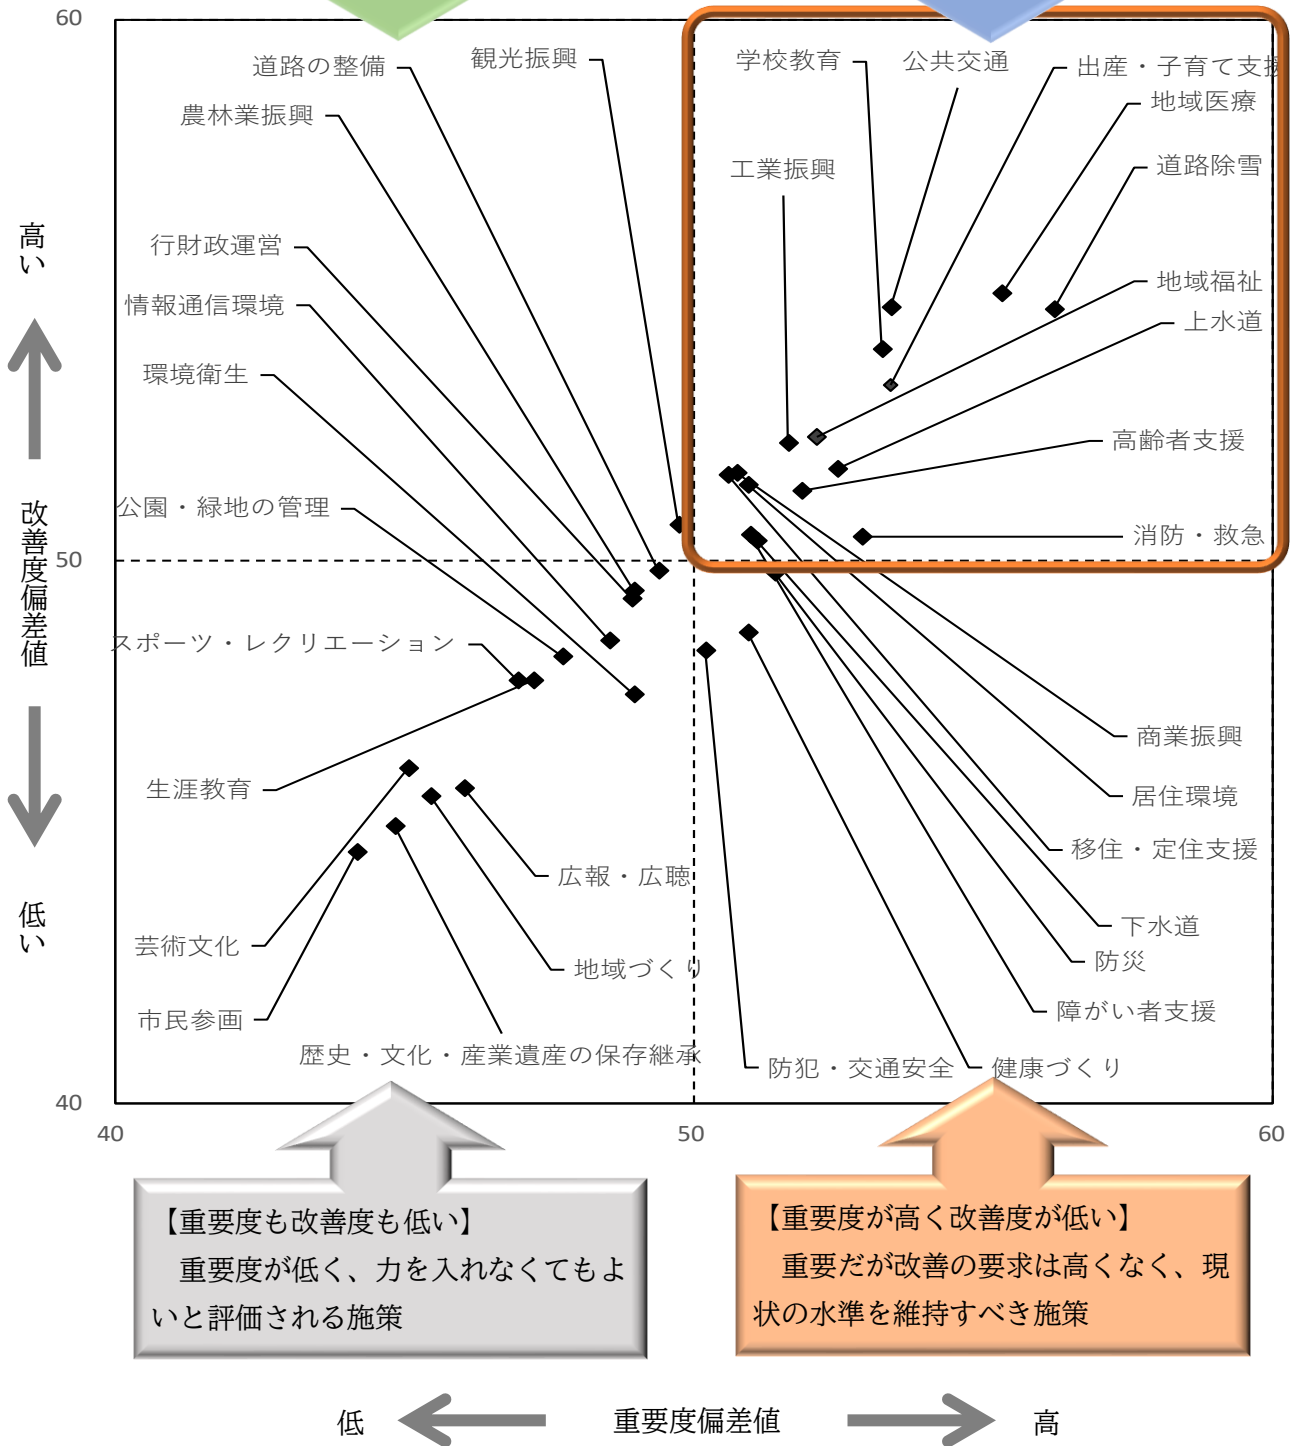 60
観光振興
道路の整備
農林業振興
学校教育
公共交通
出産・子育て支援
地域医療
工業振興
道路除雪
高い
行財政運営
情報通信環境
地域福祉
上水道
環境衛生
高齢者支援
改善度偏差値
公園・緑地の管理
消防・救急
50
スポーツ・レクリエーション
商業振興
生涯教育
居住環境
移住・定住支援
広報・広聴
低い
下水道
芸術文化
防災
地域づくり
障がい者支援
市民参画
歴史・文化・産業遺産の保存継承
防犯・交通安全
健康づくり
40
40
50
60
【重要度も改善度も低い】
重要度が低く、力を入れなくてもよ
いと評価される施策
【重要度が高く改善度が低い】
重要だが改善の要求は高くなく、現
状の水準を維持すべき施策
低
重要度偏差値
高